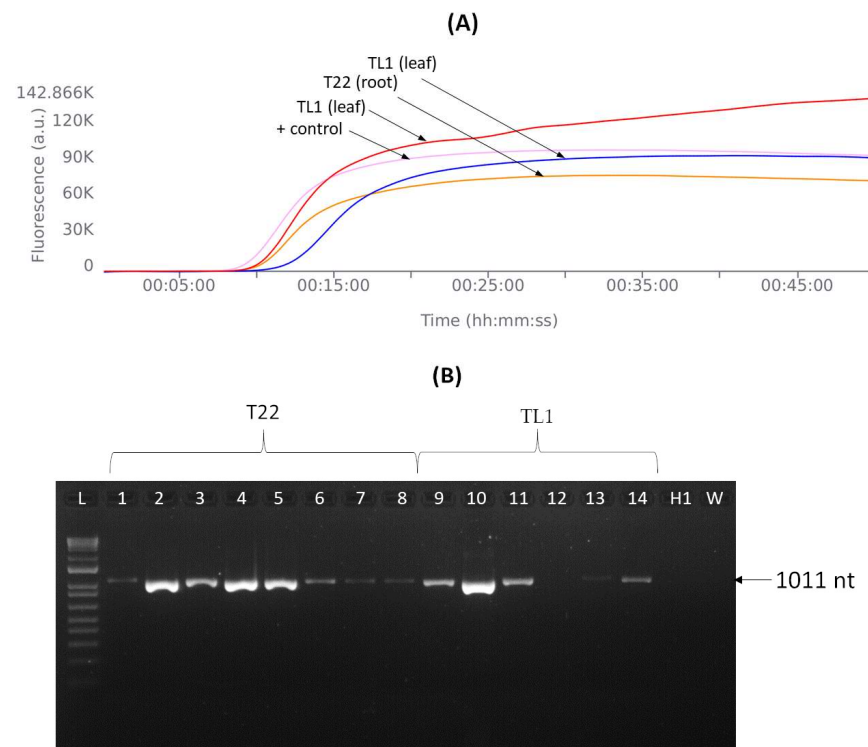 (A)
TL1 (leaf)
T22 (root)
TL1 (leaf)
+ control
142.866K
120K
90K
60K
30K
0
Fluorescence (a.u.)
00:05:00 00:15:00 00:25:00 00:35:00 00:45:00
Time (hh:mm:ss)
(B)
T22 TL1
L 1 2 3 4 5 6 7 8 9 10 11 12 13 14 H1 W
1011 nt